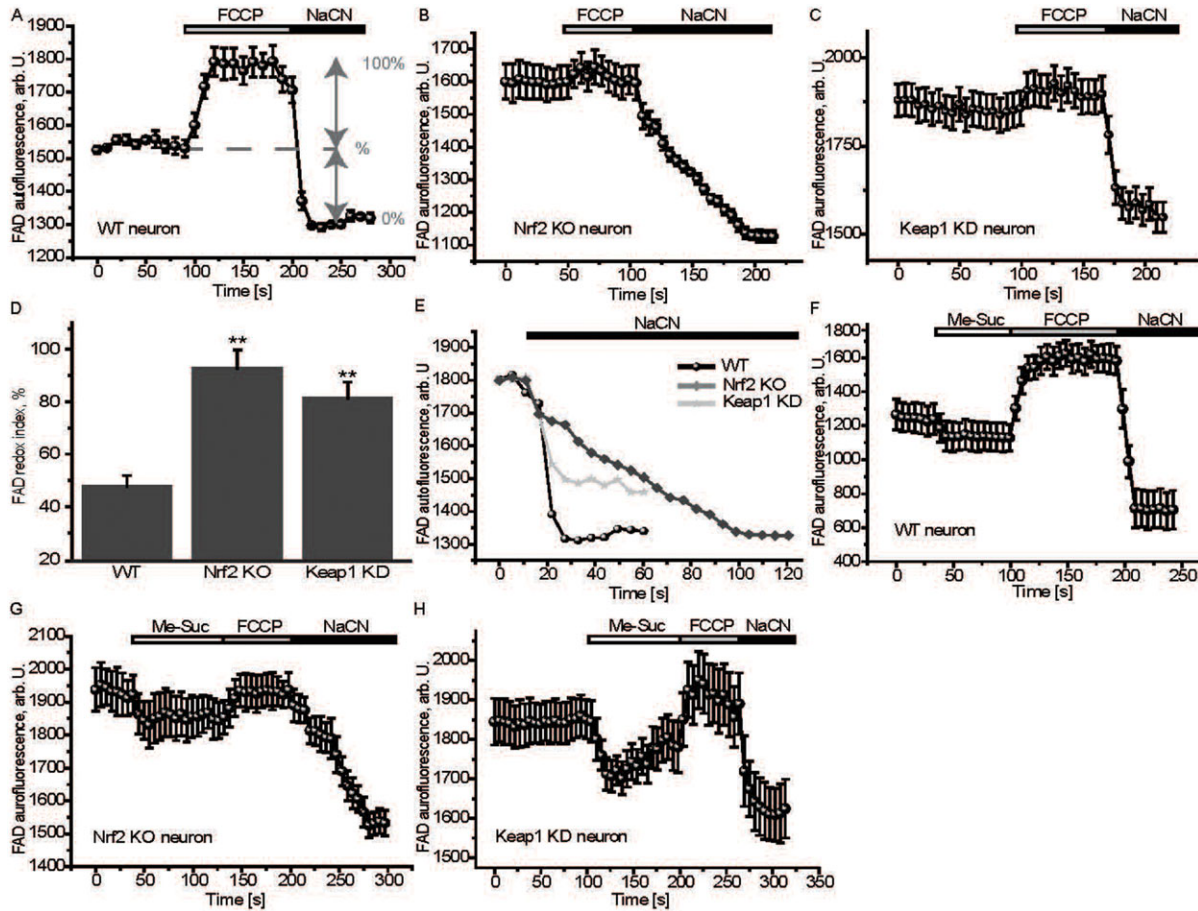 A
FCCP NaCN
FAD autofluorescence, arb. U.
1900
1800
1700
1600
1500
1400
1300
1200
100%
%
0%
WT neuron
0 50 100 150 200 250 300
Time [s]
B
FCCP NaCN
FAD autofluorescence, arb. U.
1700
1600
1500
1400
1300
1200
1100
Nrf2 KO neuron
0 50 100 150 200
Time [s]
C
FCCP NaCN
FAD autofluorescence, arb. U.
2000
1750
1500
Keap1 KD neuron
0 50 100 150 200
Time [s]
D
FAD redox index, %
100
80
60
40
20
** **
WT Nrf2 KO Keap1 KD
E
NaCN
FAD autofluorescence, arb. U
1900
1800
1700
1600
1500
1400
1300
WT
Nrf2 KO
Keap1 KD
0 20 40 60 80 100 120
Time [s]
F
Me-Suc FCCP NaCN
FAD aurofluorescence, arb. U.
1800
1600
1400
1200
1000
800
600
400
WT neuron
0 50 100 150 200 250
Time [s]
G
Me-Suc FCCP NaCN
FAD aurofluorescence, arb. U.
2100
2000
1900
1800
1700
1600
1500
1400
Nrf2 KO neuron
0 50 100 150 200 250 300
Time [s]
H
Me-Suc FCCP NaCN
FAD aurofluorescence, arb. U.
2000
1900
1800
1700
1600
1500
Keap1 KD neuron
0 50 100 150 200 250 300 350
Time [s]